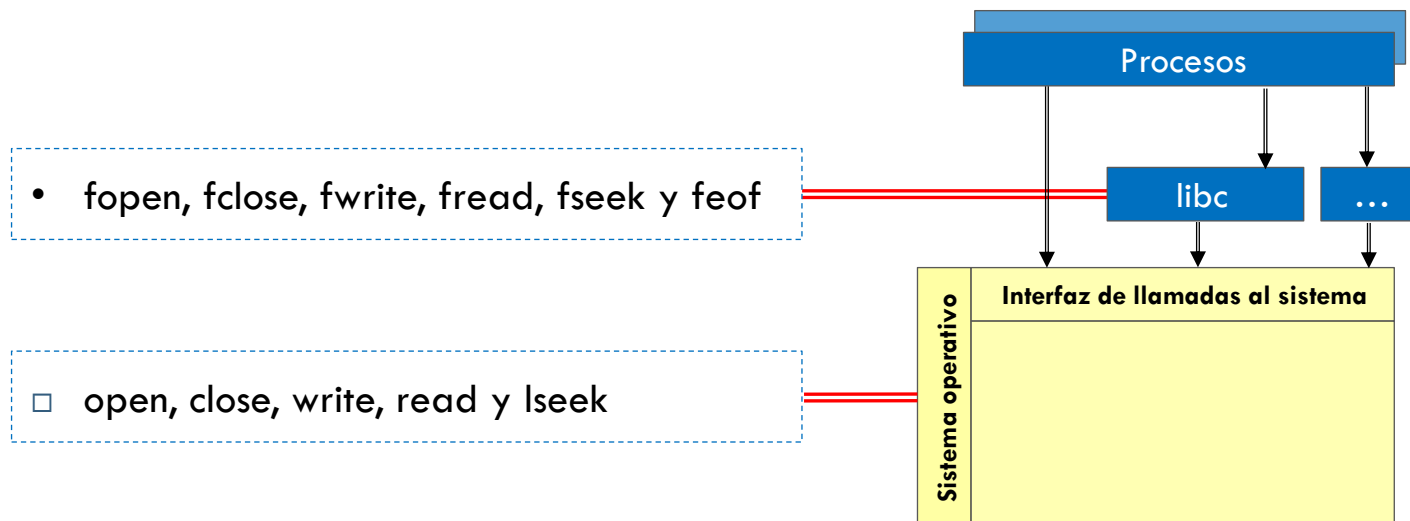 Procesos
• fopen, fclose, fwrite, fread, fseek y feof
libc
...
Interfaz de llamadas al sistema
Sistema operativo
□ open, close, write, read y lseek